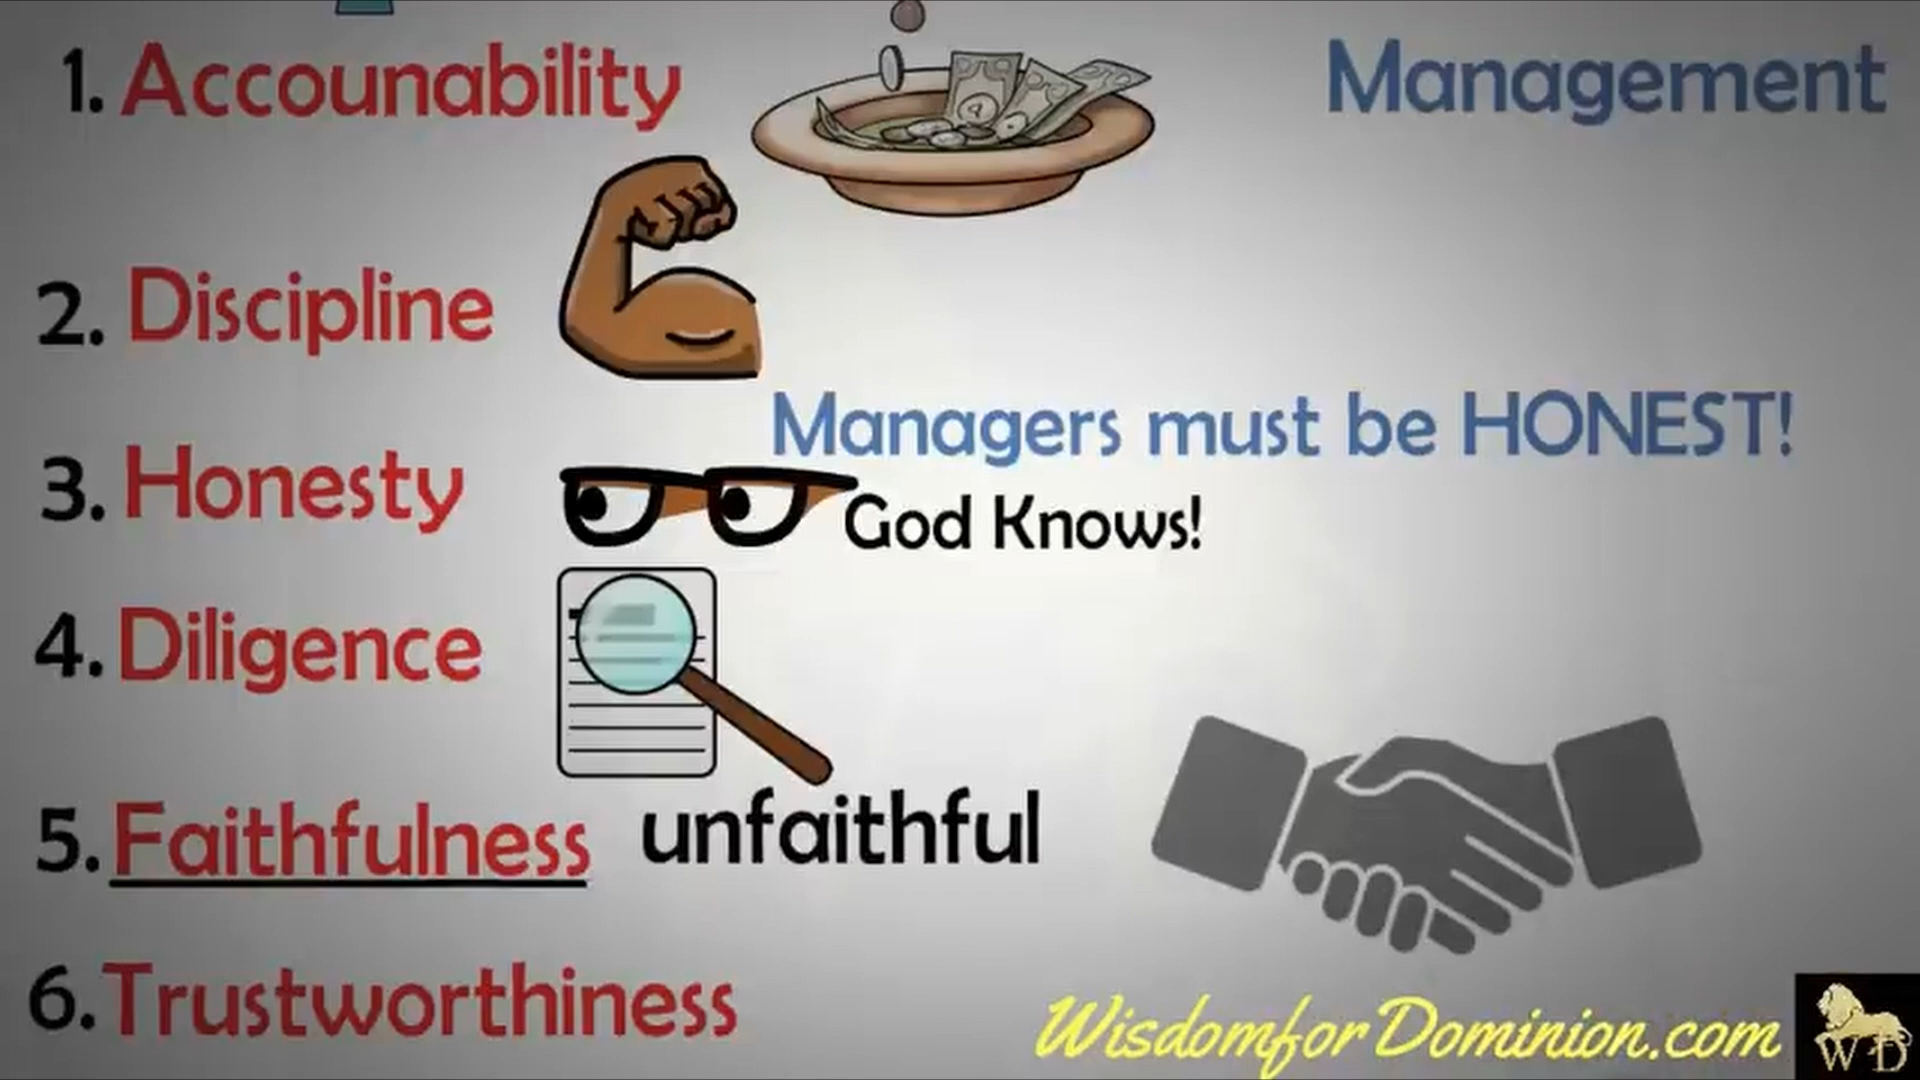 1. Accounability
Management
2. Discipline
Managers must be HONEST!
3. Honesty
God Knows!
4. Diligence
5. Faithfulness
unfaithful
6. Trustworthiness
WisdomforDominion.com
WD